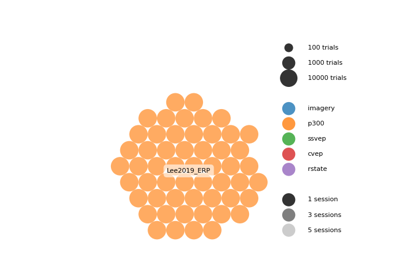 100 trials
1000 trials
10000 trials
imagery
p300
ssvep
cvep
rstate
Lee2019_ERP
1 session
3 sessions
5 sessions